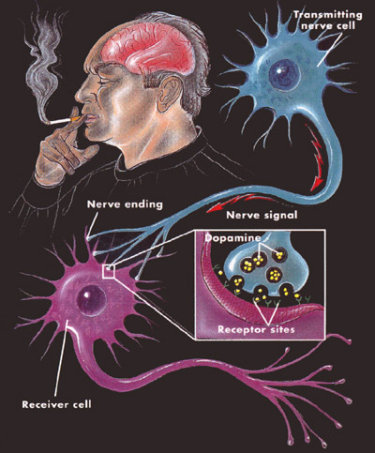 Transmitting
nerve cell
Nerve ending
Nerve signal
Dopamine
Receptor sites
Receiver cell